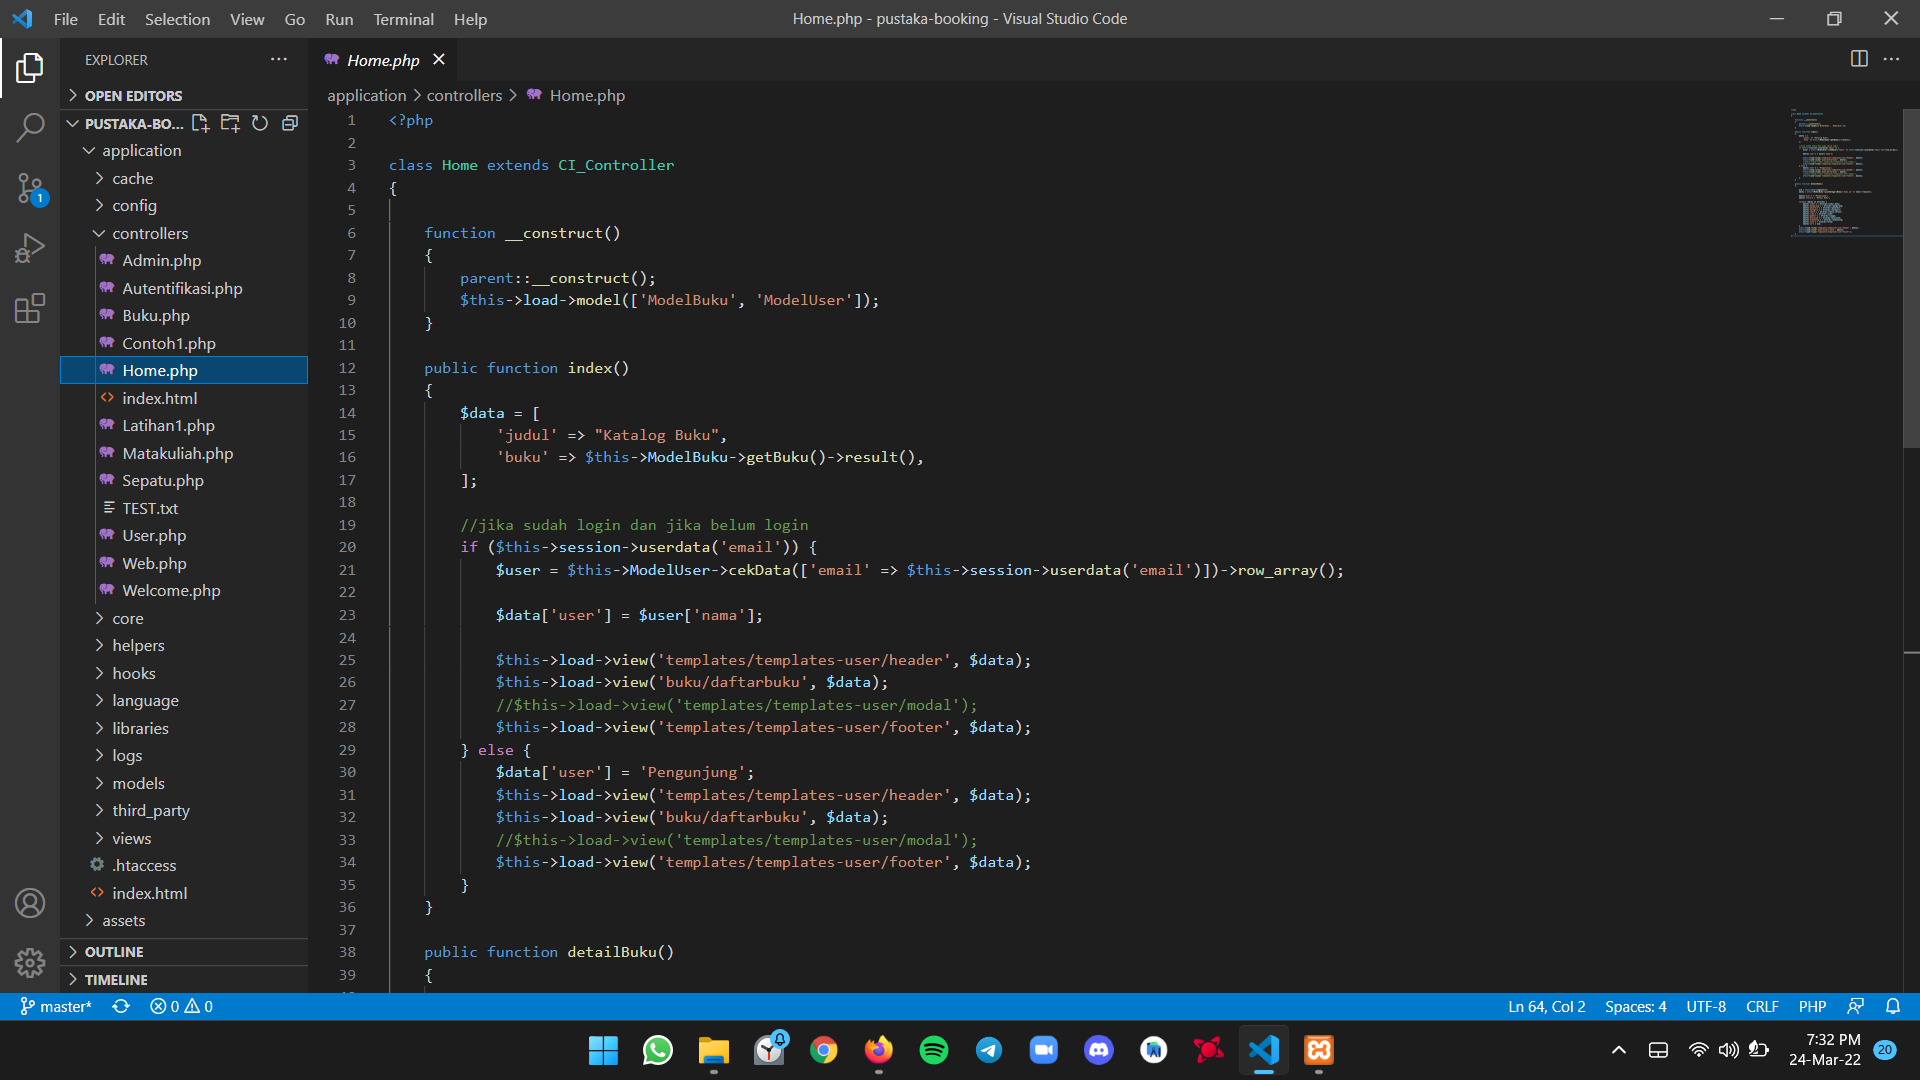 File Edit Selection View Go Run Terminal Help
Home.php - pustaka-booking - Visual Studio Code
EXPLORER
OPEN EDITORS
PUSTAKA-BO...
application
cache
config
controllers
Admin.php
Autentifikasi.php
Buku.php
Contoh1.php
Home.php
index.html
Latihan1.php
Matakuliah.php
Sepatu.php
TEST.txt
User.php
Web.php
Welcome.php
core
helpers
hooks
language
libraries
logs
models
third_party
views
.htaccess
index.html
assets
OUTLINE
TIMELINE
1
Home.php
application > controllers > Home.php
1 <?php
2
3 class Home extends CI_Controller
4 {
5
6     function __construct()
7     {
8         parent::__construct();
9         $this->load->model(['ModelBuku', 'ModelUser']);
10     }
11
12     public function index()
13     {
14         $data = [
15             'judul' => "Katalog Buku",
16             'buku' => $this->ModelBuku->getBuku()->result(),
17         ];
18
19         //jika sudah login dan jika belum login
20         if ($this->session->userdata('email')) {
21             $user = $this->ModelUser->cekData(['email' => $this->session->userdata('email')])->row_array();
22
23             $data['user'] = $user['nama'];
24
25             $this->load->view('templates/templates-user/header', $data);
26             $this->load->view('buku/daftarbuku', $data);
27             //$this->load->view('templates/templates-user/modal');
28             $this->load->view('templates/templates-user/footer', $data);
29         } else {
30             $data['user'] = 'Pengunjung';
31             $this->load->view('templates/templates-user/header', $data);
32             $this->load->view('buku/daftarbuku', $data);
33             //$this->load->view('templates/templates-user/modal');
34             $this->load->view('templates/templates-user/footer', $data);
35         }
36     }
37
38     public function detailBuku()
39     {
master* 0 0
Ln 64, Col 2 Spaces: 4 UTF-8 CRLF PHP
7:32 PM
24-Mar-22
20